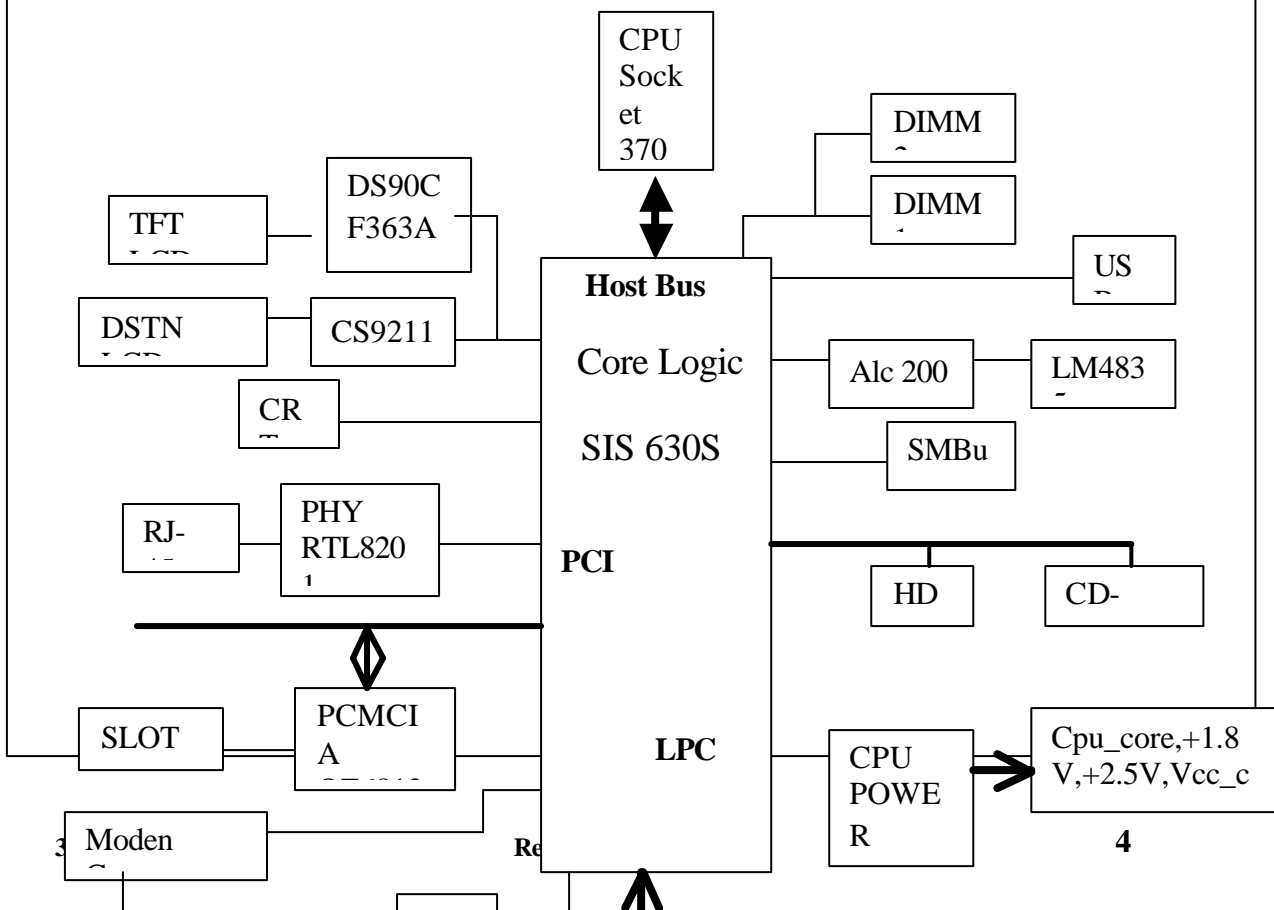 CPU
Sock
et
370
DIMM
DIMM
DS90C
F363A
TFT
US
Host Bus
DSTN
CS9211
Core Logic
Alc 200
LM483
CR
SIS 630S
SMBu
PHY
RTL820
RJ-
PCI
HD
CD-
PCMCI
A
SLOT
LPC
CPU
POWE
R
Cpu_core,+1.8
V,+2.5V,Vcc_c
Moden
3
Re
4